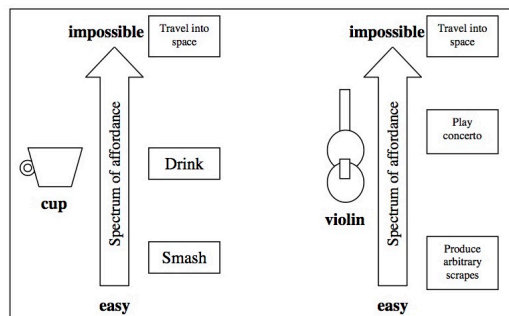 impossible
Travel into
space
Spectrum of affordance
Drink
cup
Smash
easy
impossible
Travel into
space
Spectrum of affordance
Play
concerto
violin
Produce
arbitrary
scrapes
easy